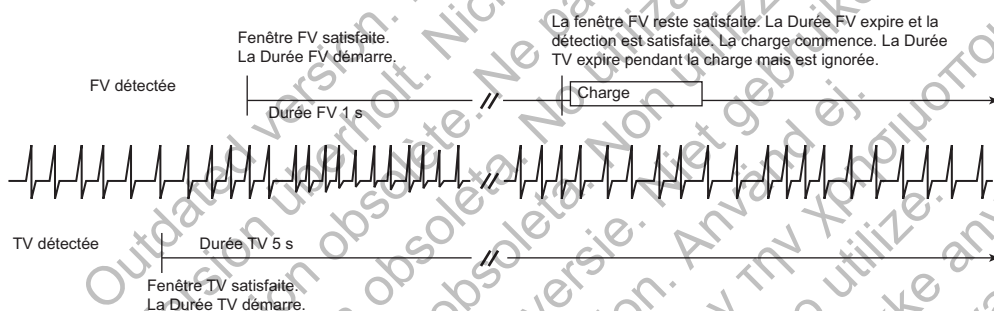 La fenêtre FV reste satisfaite. La Durée FV expire et la
Fenêtre FV satisfaite.
détection est satisfaite. La charge commence. La Durée
La Durée FV démarre.
TV expire pendant la charge mais est ignorée.
FV détectée
Charge
Durée FV 1 s
TV détectée
Durée TV 5 s
Fenêtre TV satisfaite.
La Durée TV démarre.
Outdated version.